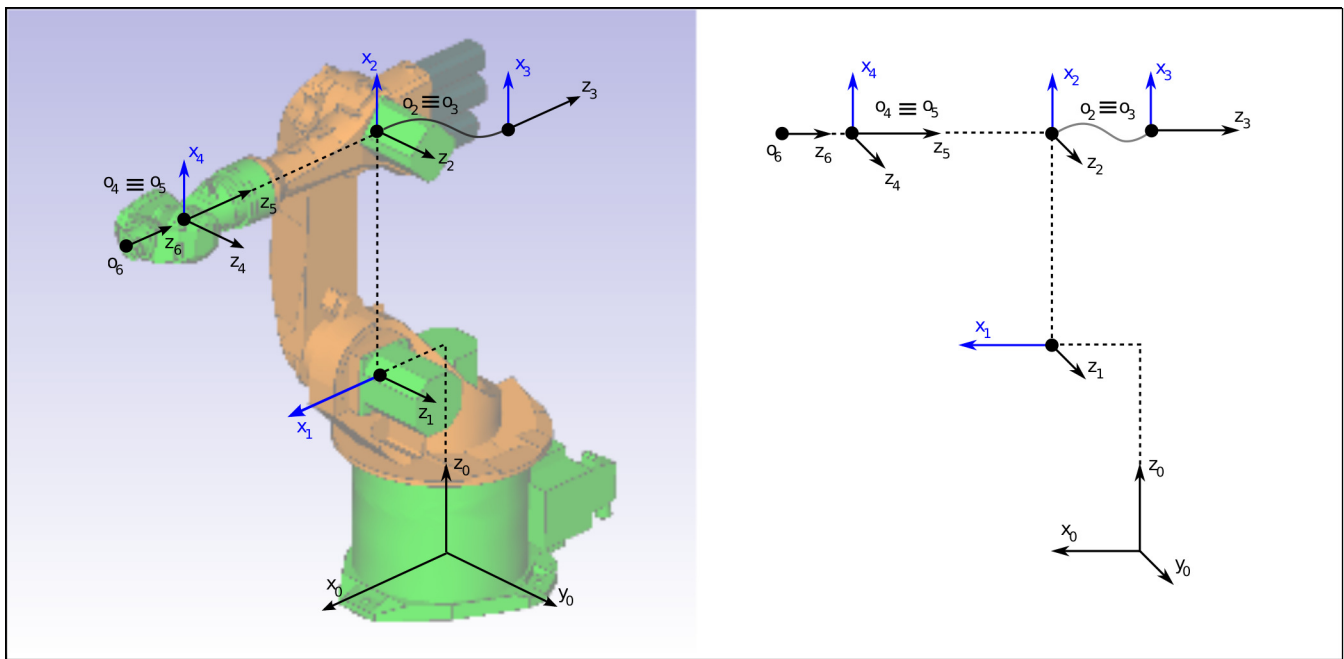 x₂
x₃
z₃
o₂ ≡ o₃
z₂
x₄
o₄ ≡ o₅
z₅
z₆
o₆
z₄
x₁
z₁
z₀
x₀
y₀
x₄
x₂
x₃
o₄ ≡ o₅
o₂ ≡ o₃
z₃
o₆
z₆
z₅
z₄
z₂
x₁
z₁
z₀
x₀
y₀